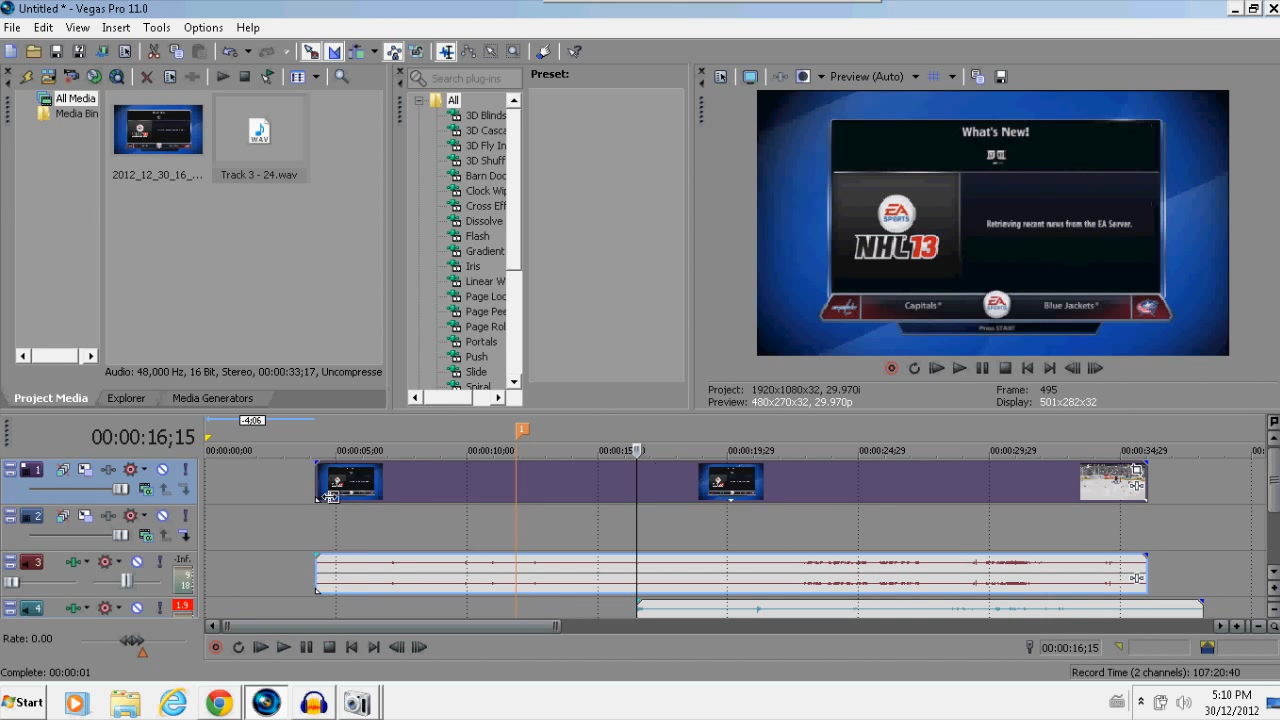 Untitled * - Vegas Pro 11.0
File Edit View Insert Tools Options Help
Search plug-ins
Preset:
Preview (Auto)
All Media
Media Bin
2012_12_30_16_...
Track 3 - 24.wav
WAV
All
3D Blinds
3D Casca
3D Fly In
3D Shuff
Barn Doo
Clock Wip
Cross Eff
Dissolve
Flash
Gradient
Iris
Linear W
Page Loo
Page Pee
Page Rol
Portals
Push
Slide
Spiral
What's New!
EA SPORTS
NHL 13
Retrieving recent news from the EA Server.
Capitals*
EA SPORTS
Blue Jackets*
Press START
Audio: 48,000 Hz, 16 Bit, Stereo, 00:00:33;17, Uncompresse
Project Media Explorer Media Generators
Project: 1920x1080x32, 29.970i
Preview: 480x270x32, 29.970p
Frame: 495
Display: 501x282x32
-4;06
00:00:16;15
1
00:00:00;00 00:00:05;00 00:00:10;00 00:00:15;0 00:00:19;29 00:00:24;29 00:00:29;29 00:00:34;29 00:
1
2
3
-Inf.
9
18
4
1.9
Rate: 0.00
00:00:16;15
Complete: 00:00:01
Record Time (2 channels): 107:20:40
Start
5:10 PM
30/12/2012